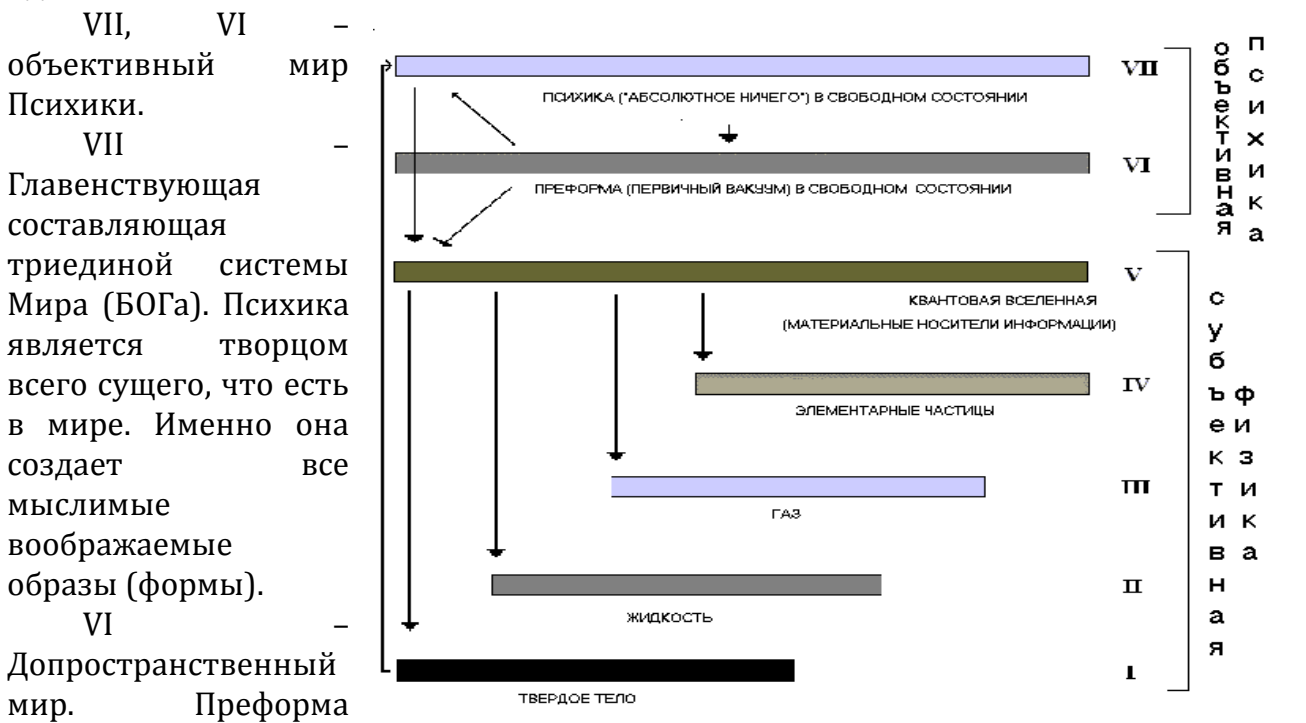 VII, VI –
объективный мир
Психики.
VII –
Главенствующая
составляющая
триединой системы
Мира (БОГа). Психика
является творцом
всего сущего, что есть
в мире. Именно она
создает все
мыслимые
воображаемые
образы (формы).
VI –
Допространственный
мир. Преформа
VII
ПСИХИКА ("АБСОЛЮТНОЕ НИЧЕГО") В СВОБОДНОМ СОСТОЯНИИ
VI
ПРЕФОРМА (ПЕРВИЧНЫЙ ВАКУУМ) В СВОБОДНОМ СОСТОЯНИИ
объективная
психика
V
КВАНТОВАЯ ВСЕЛЕННАЯ
(МАТЕРИАЛЬНЫЕ НОСИТЕЛИ ИНФОРМАЦИИ)
IV
ЭЛЕМЕНТАРНЫЕ ЧАСТИЦЫ
III
ГАЗ
II
ЖИДКОСТЬ
I
ТВЕРДОЕ ТЕЛО
субъективная
физика